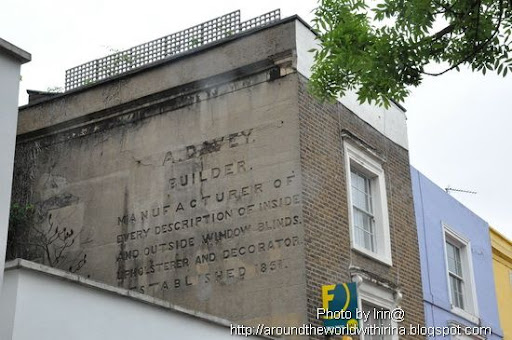 A. DAVEY.
BUILDER.
MANUFACTURER OF
EVERY DESCRIPTION OF INSIDE
AND OUTSIDE WINDOW BLINDS.
UPHOLSTERER AND DECORATOR
ESTABLISHED 1851.
Photo by Irin@
http://aroundtheworldwithirina.blogspot.com